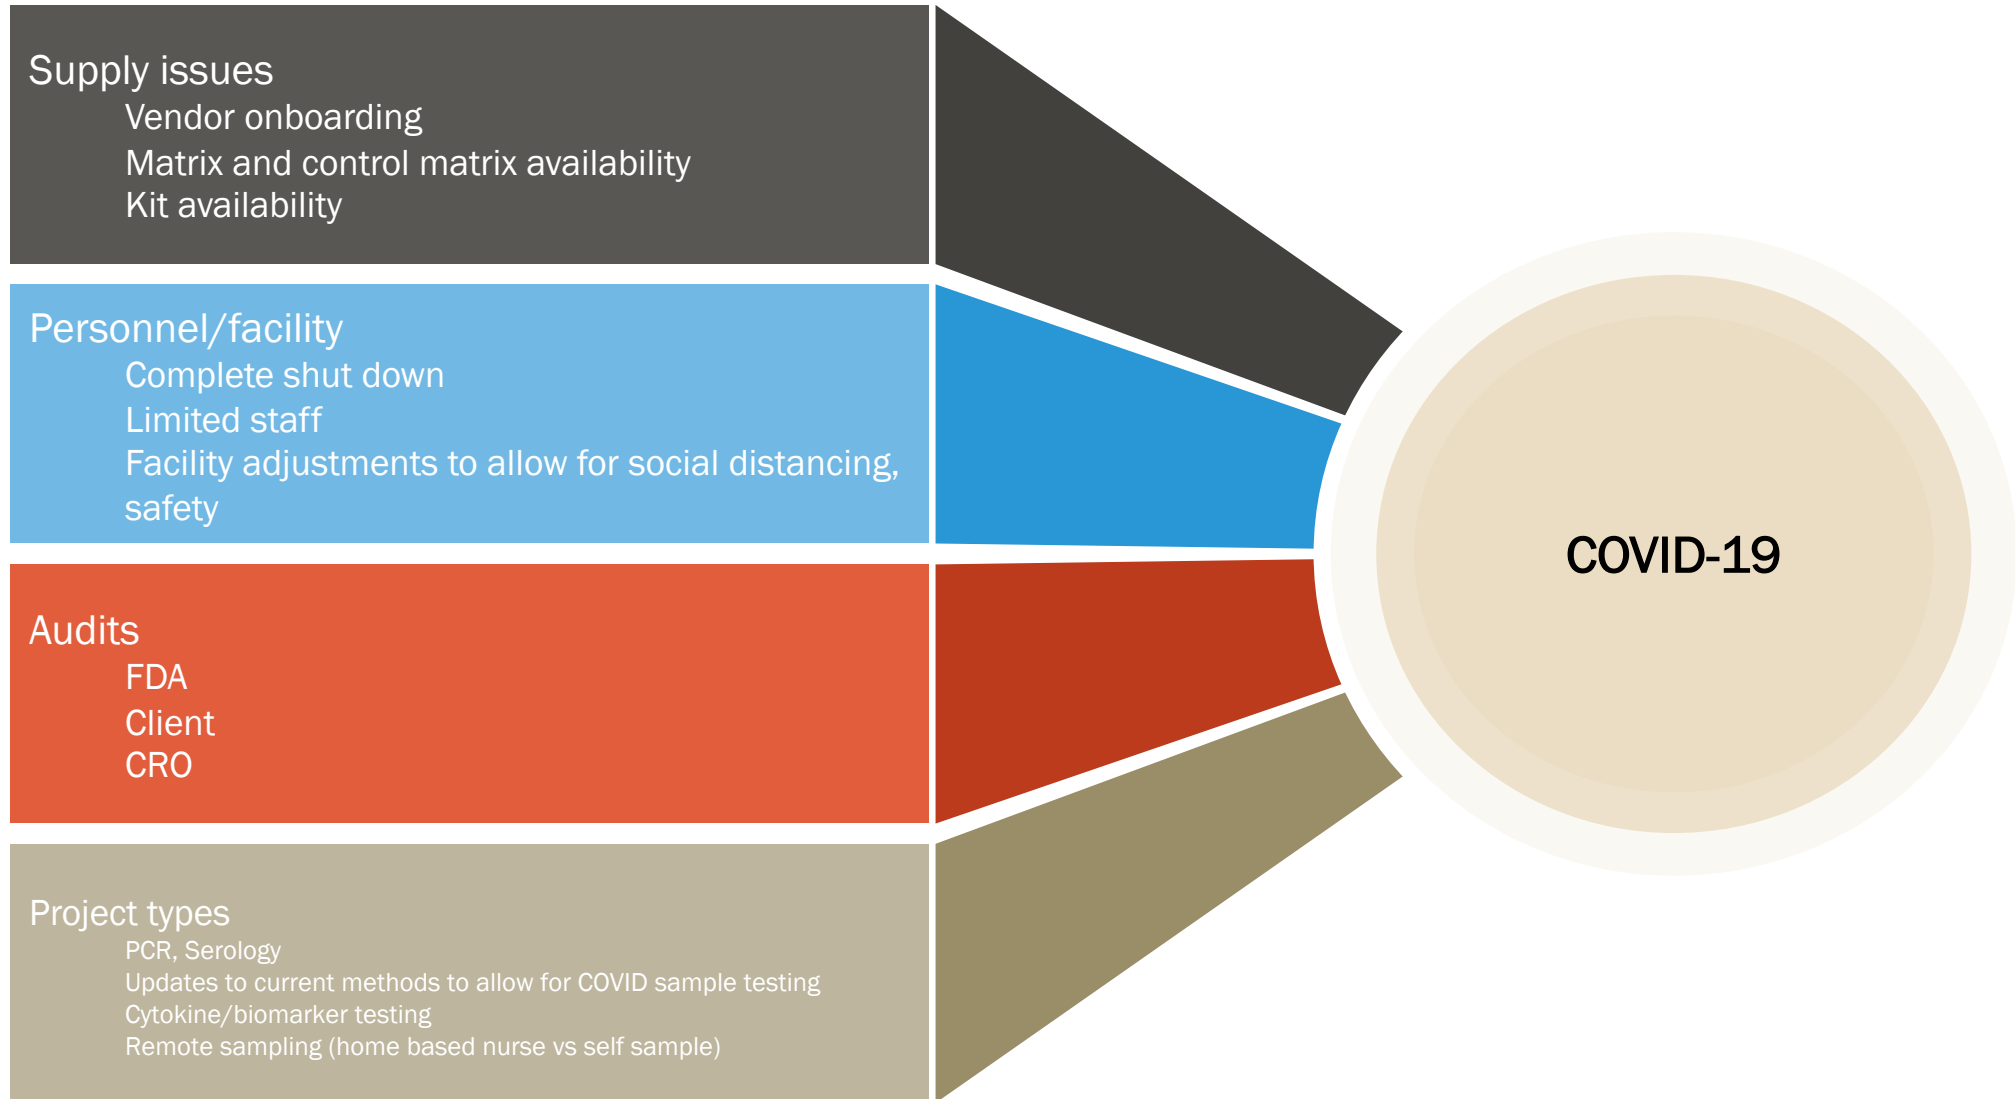 Supply issues
Vendor onboarding
Matrix and control matrix availability
Kit availability
Personnel/facility
Complete shut down
Limited staff
Facility adjustments to allow for social distancing,
safety
Audits
FDA
Client
CRO
Project types
PCR, Serology
Updates to current methods to allow for COVID sample testing
Cytokine/biomarker testing
Remote sampling (home based nurse vs self sample)
COVID-19